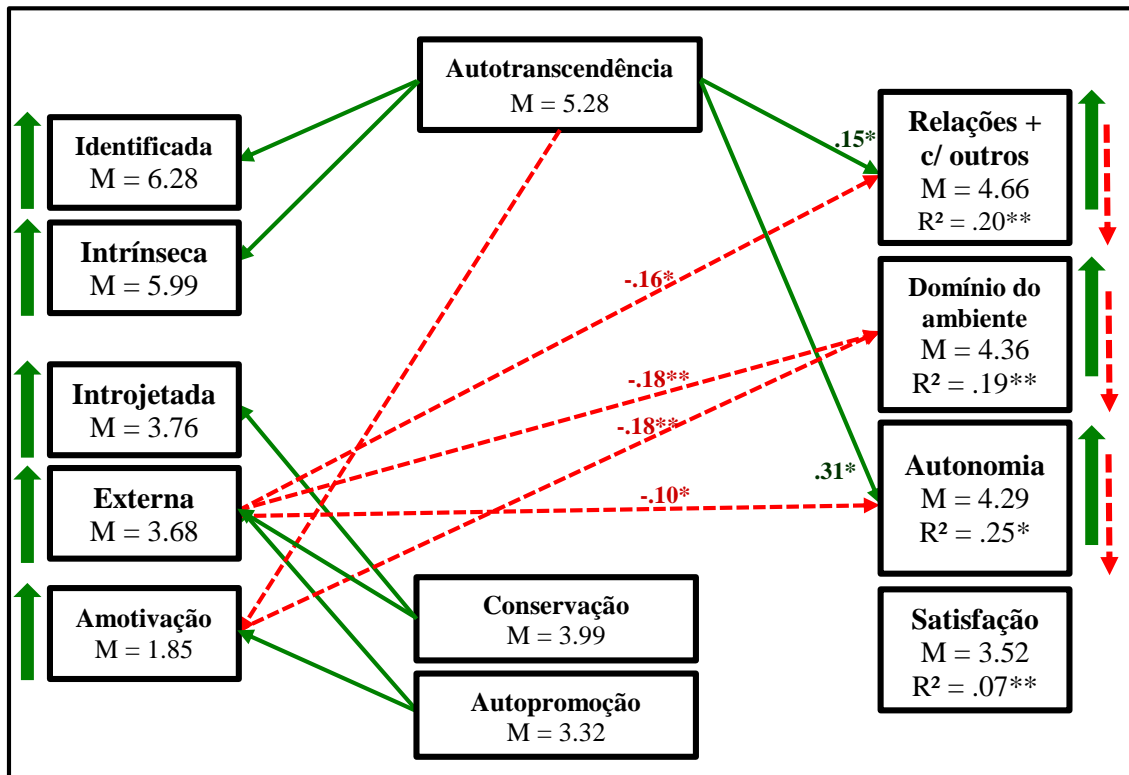 Autotranscendência
M = 5.28
Identificada
M = 6.28
Intrínseca
M = 5.99
Introjetada
M = 3.76
Externa
M = 3.68
Amotivação
M = 1.85
Conservação
M = 3.99
Autopromoção
M = 3.32
.15*
-.16*
-.18**
-.18**
.31*
-.10*
Relações +
c/ outros
M = 4.66
R² = .20**
Domínio do
ambiente
M = 4.36
R² = .19**
Autonomia
M = 4.29
R² = .25*
Satisfação
M = 3.52
R² = .07**